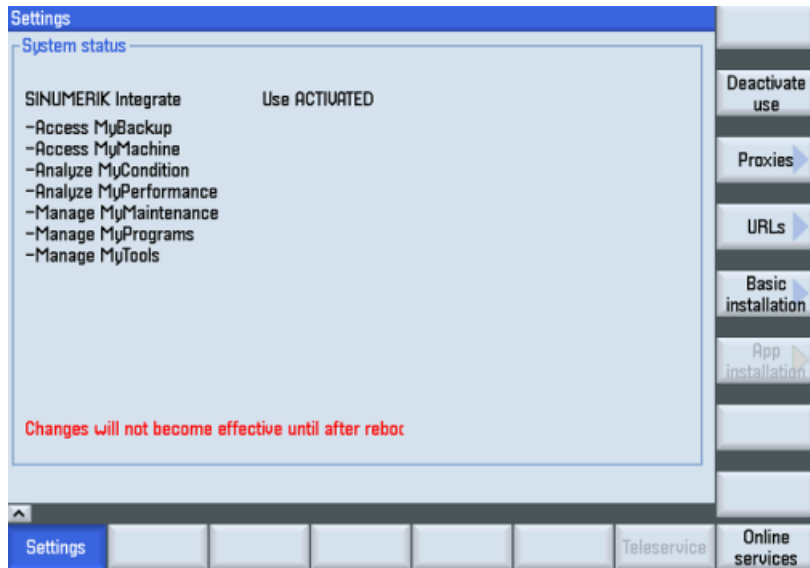 Settings
System status
SINUMERIK Integrate Use ACTIVATED
-Access MyBackup
-Access MyMachine
-Analyze MyCondition
-Analyze MyPerformance
-Manage MyMaintenance
-Manage MyPrograms
-Manage MyTools
Changes will not become effective until after reboo
Deactivate
use
Proxies
URLs
Basic
installation
App
installation
Settings
Teleservice
Online
services